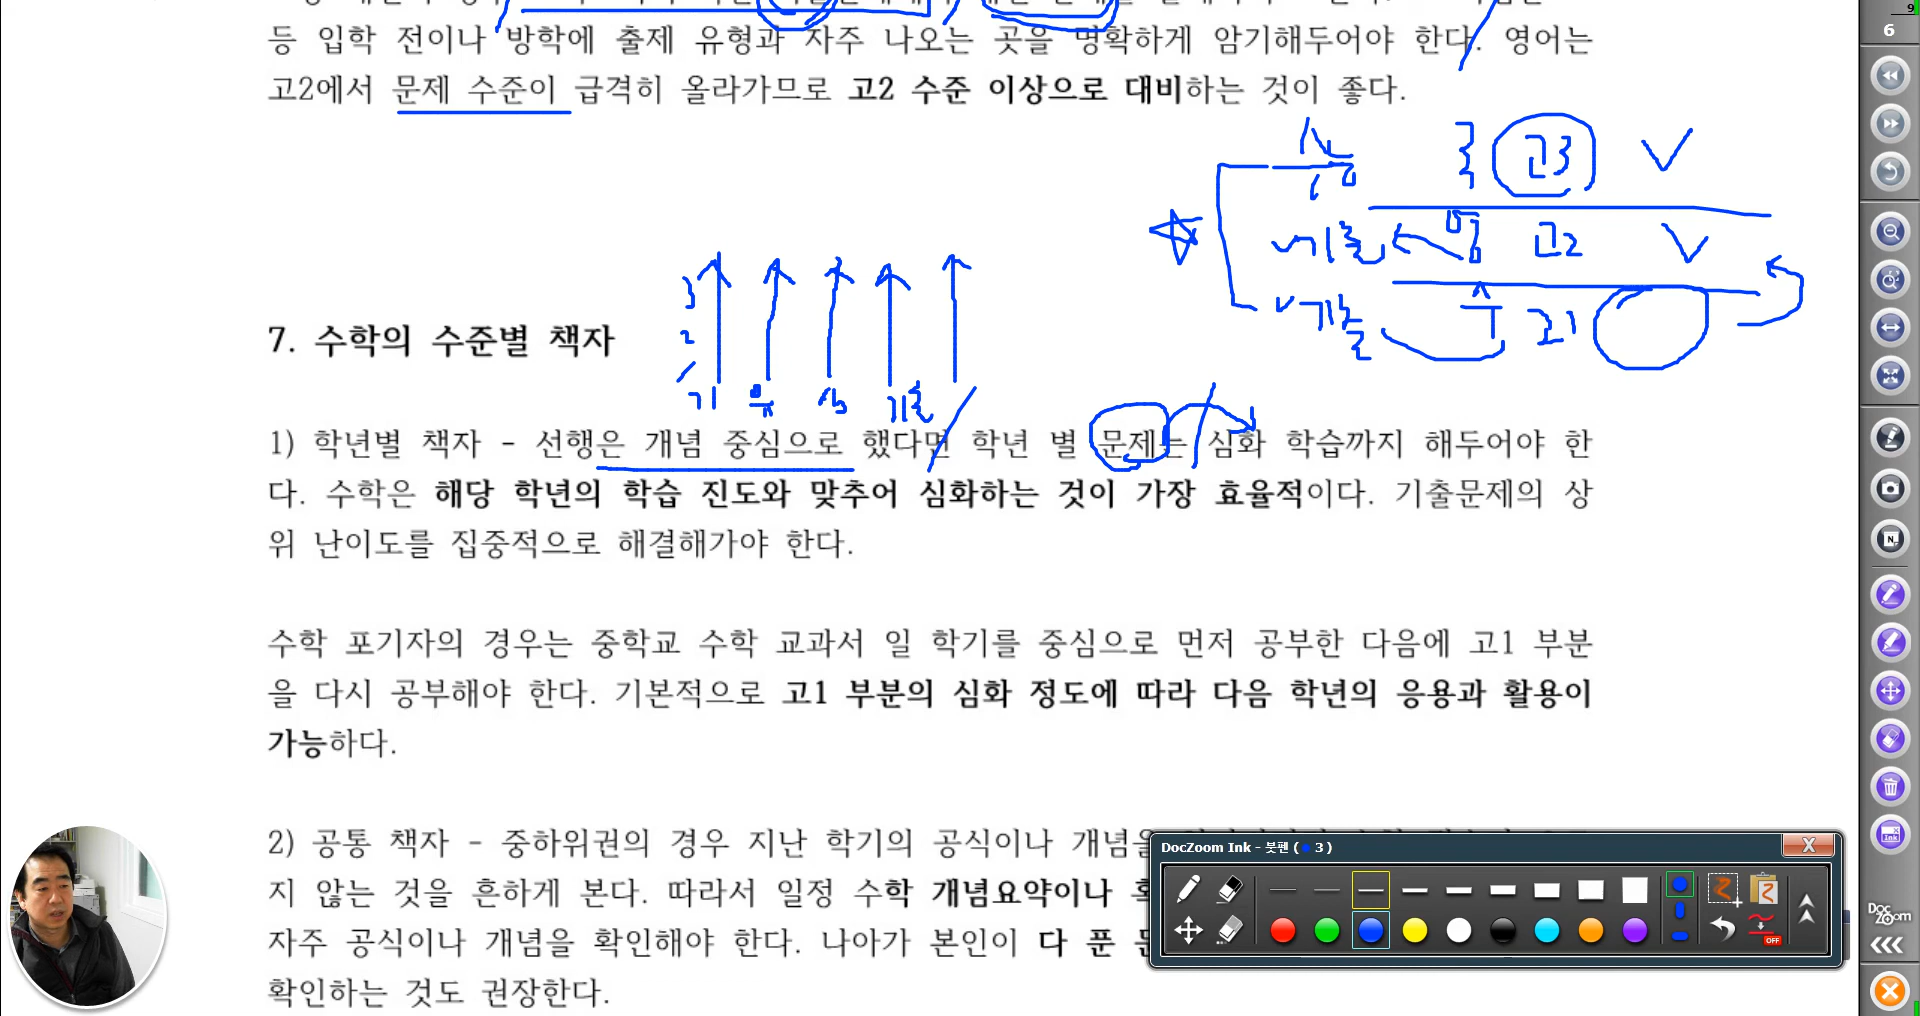 등 입학 전이나 방학에 출제 유형과 자주 나오는 곳을 명확하게 암기해두어야 한다. 영어는
고2에서 문제 수준이 급격히 올라가므로 고2 수준 이상으로 대비하는 것이 좋다.
고3
기출 고2
기출 고1
3
2
7. 수학의 수준별 책자
기 기출
1) 학년별 책자 - 선행은 개념 중심으로 했다면 학년 별 문제는 심화 학습까지 해두어야 한
다. 수학은 해당 학년의 학습 진도와 맞추어 심화하는 것이 가장 효율적이다. 기출문제의 상
위 난이도를 집중적으로 해결해가야 한다.
수학 포기자의 경우는 중학교 수학 교과서 일 학기를 중심으로 먼저 공부한 다음에 고1 부분
을 다시 공부해야 한다. 기본적으로 고1 부분의 심화 정도에 따라 다음 학년의 응용과 활용이
가능하다.
2) 공통 책자 - 중하위권의 경우 지난 학기의 공식이나 개념을
지 않는 것을 흔하게 본다. 따라서 일정 수학 개념요약이나
자주 공식이나 개념을 확인해야 한다. 나아가 본인이 다 푼
확인하는 것도 권장한다.
DocZoom Ink - 붓펜 ( 3 )
X
OFF
9
6
N
Ink
Doc Zoom